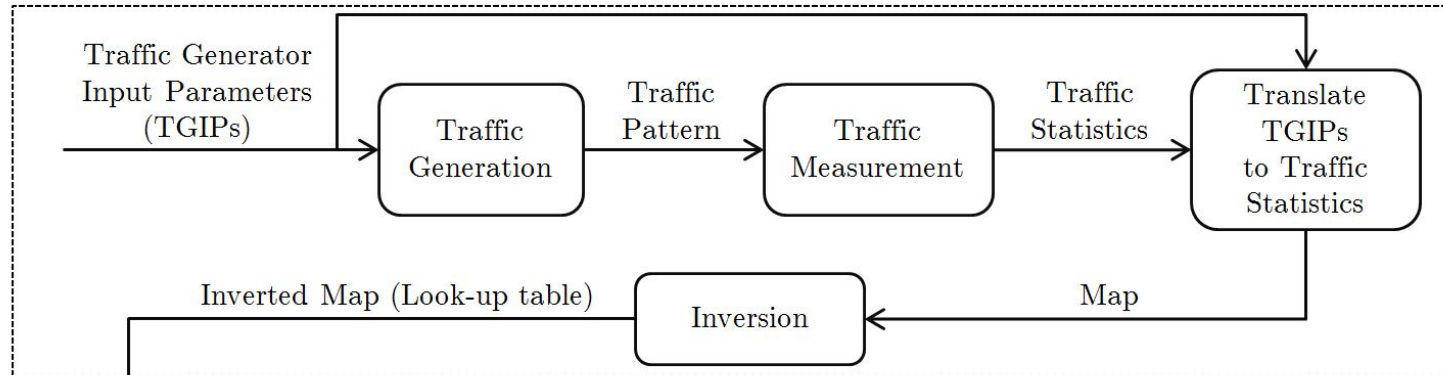 Traffic Generator
Input Parameters
(TGIPs)
Traffic
Generation
Traffic
Pattern
Traffic
Measurement
Traffic
Statistics
Translate
TGIPs
to Traffic
Statistics
Inverted Map (Look-up table)
Inversion
Map